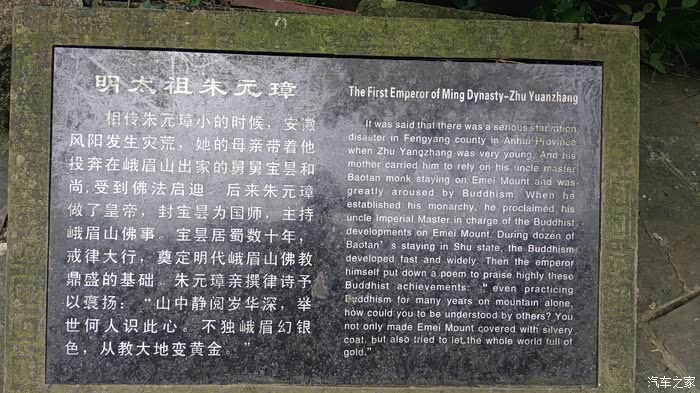 明太祖朱元璋
相传朱元璋小的时候，安徽
风阳发生灾荒，她的母亲带着他
投奔在峨眉山出家的舅舅宝昙和
尚，受到佛法启迪。后来朱元璋
做了皇帝，封宝昙为国师，主持
峨眉山佛事。宝昙居蜀数十年，
戒律大行，奠定明代峨眉山佛教
鼎盛的基础。朱元璋亲撰律诗予
以褒扬：“山中静阅岁华深，举
世何人识此心。不独峨眉幻银
色，从教大地变黄金。”
The First Emperor of Ming Dynasty-Zhu Yuanzhang
It was said that there was a serious starvation
disaster in Fengyang county in Anhui Province
when Zhu Yangzhang was very young. And his
mother carried him to rely on his uncle master
Baotan monk staying on Emei Mount and was
greatly aroused by Buddhism. When he
established his monarchy, he proclaimed his
uncle Imperial Master in charge of the Buddhist
developments on Emei Mount. During dozen of
Baotan’s staying in Shu state, the Buddhism
developed fast and widely. Then the emperor
himself put down a poem to praise highly these
Buddhist achievements: “even practicing
Buddhism for many years on mountain alone,
how could you to be understood by others? You
not only made Emei Mount covered with silvery
coat, but also tried to let the whole world full of
gold.”
汽车之家